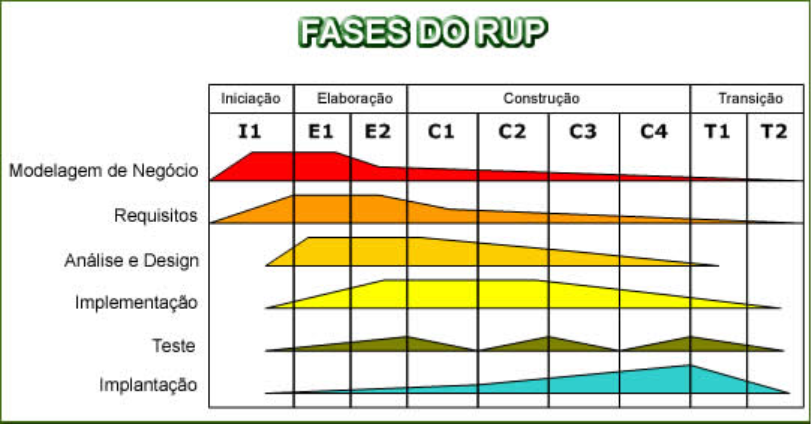 FASES DO RUP
Iniciação Elaboração Construção Transição
I1 E1 E2 C1 C2 C3 C4 T1 T2
Modelagem de Negócio
Requisitos
Análise e Design
Implementação
Teste
Implantação